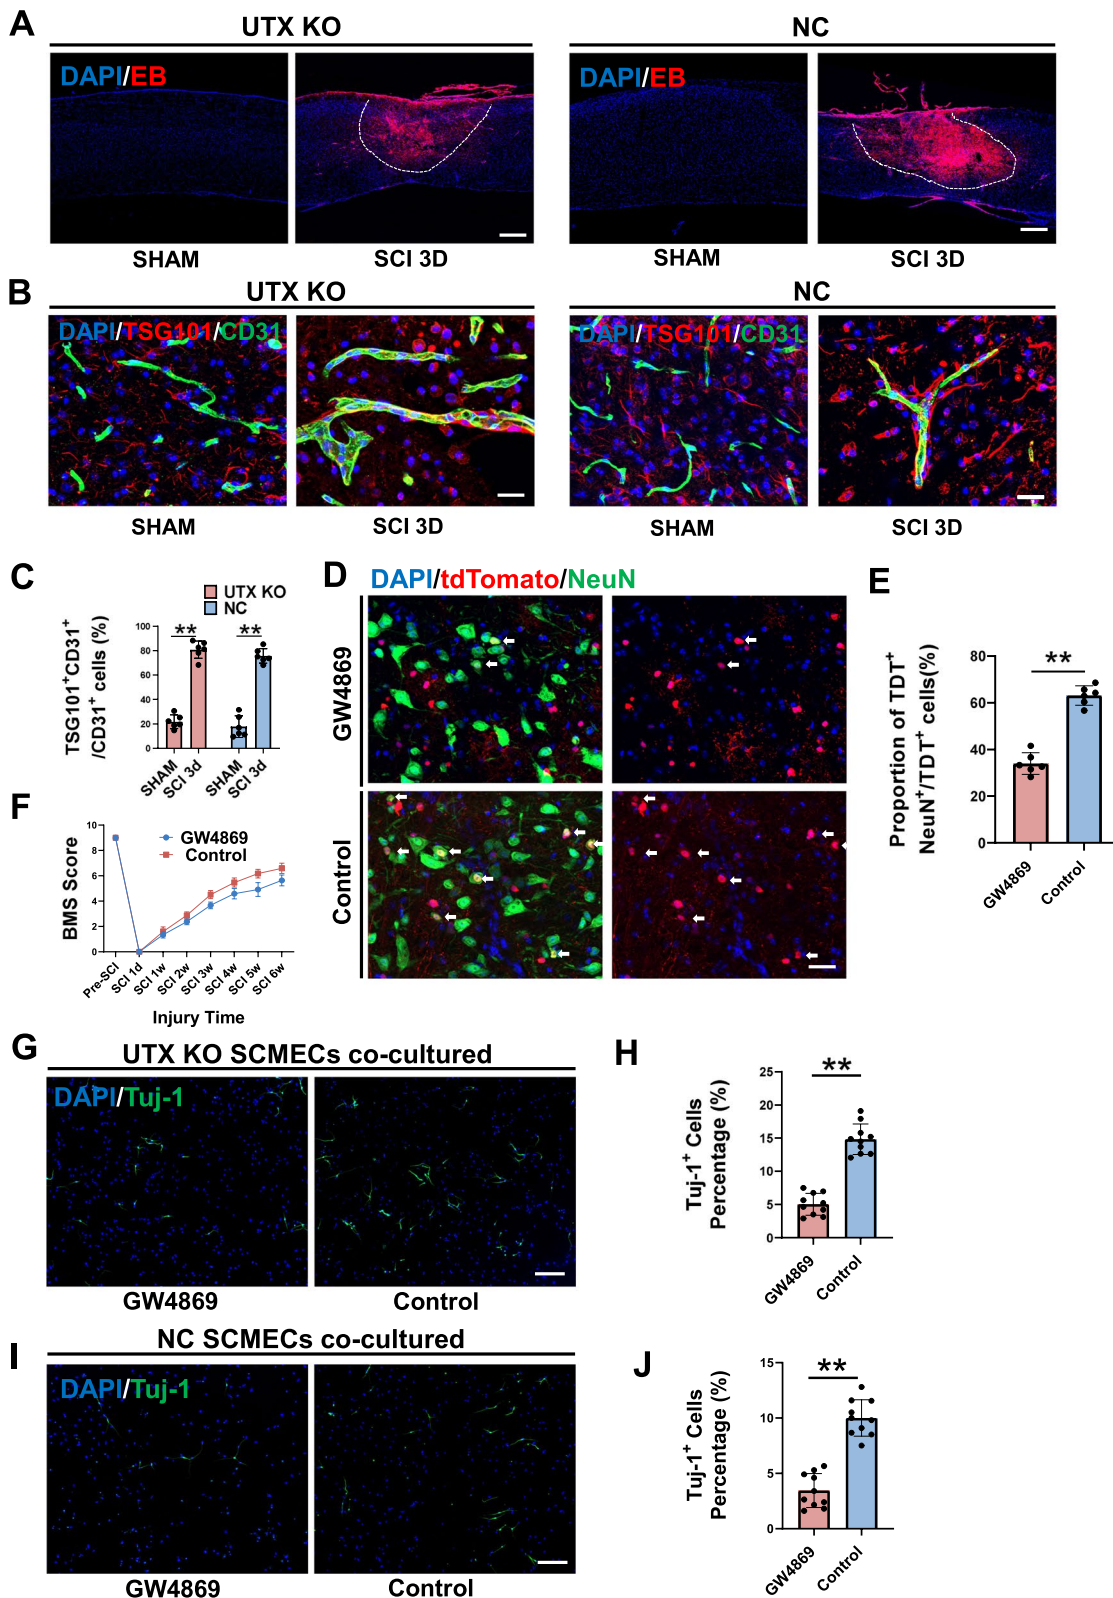 A
UTX KO
NC
DAPI/EB
DAPI/EB
SHAM
SCI 3D
SHAM
SCI 3D
B
UTX KO
NC
DAPI/TSG101/CD31
DAPI/TSG101/CD31
SHAM
SCI 3D
SHAM
SCI 3D
C
UTX KO
NC
TSG101⁺CD31⁺
/CD31⁺ cells (%)
100
80
60
40
20
0
**
**
SHAM
SCI 3d
SHAM
SCI 3d
D
DAPI/tdTomato/NeuN
GW4869
Control
E
Proportion of TDT⁺
NeuN⁺/TDT⁺ cells(%)
80
60
40
20
0
**
GW4869
Control
F
GW4869
Control
BMS Score
10
8
6
4
2
0
Pre-SCI
SCI 1d
SCI 1w
SCI 2w
SCI 3w
SCI 4w
SCI 5w
SCI 6w
Injury Time
G
UTX KO SCMECs co-cultured
DAPI/Tuj-1
GW4869
Control
H
Tuj-1⁺ Cells
Percentage (%)
25
20
15
10
5
0
**
GW4869
Control
I
NC SCMECs co-cultured
DAPI/Tuj-1
GW4869
Control
J
Tuj-1⁺ Cells
Percentage (%)
15
10
5
0
**
GW4869
Control